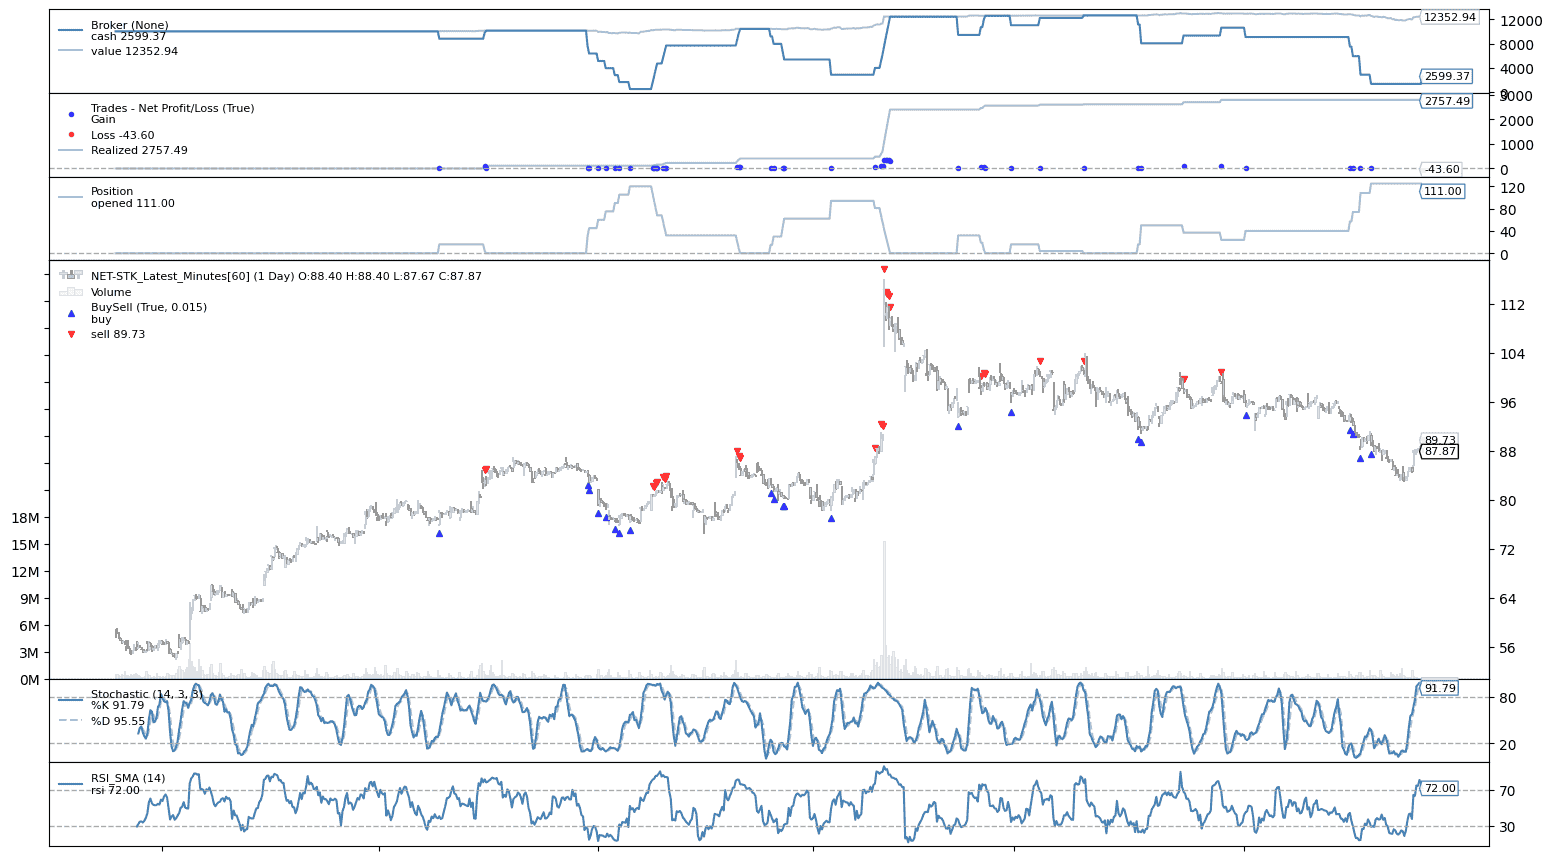 Broker (None)
cash 2599.37
value 12352.94
12352.94
2599.37
12000
8000
4000
0
Trades - Net Profit/Loss (True)
Gain
Loss -43.60
Realized 2757.49
2757.49
-43.60
3000
2000
1000
0
Position
opened 111.00
111.00
120
80
40
0
NET-STK_Latest_Minutes[60] (1 Day) O:88.40 H:88.40 L:87.67 C:87.87
Volume
BuySell (True, 0.015)
buy
sell 89.73
89.73
87.87
112
104
96
88
80
72
64
56
18M
15M
12M
9M
6M
3M
0M
Stochastic (14, 3, 3)
%K 91.79
%D 95.55
91.79
80
20
RSI_SMA (14)
rsi 72.00
72.00
70
30